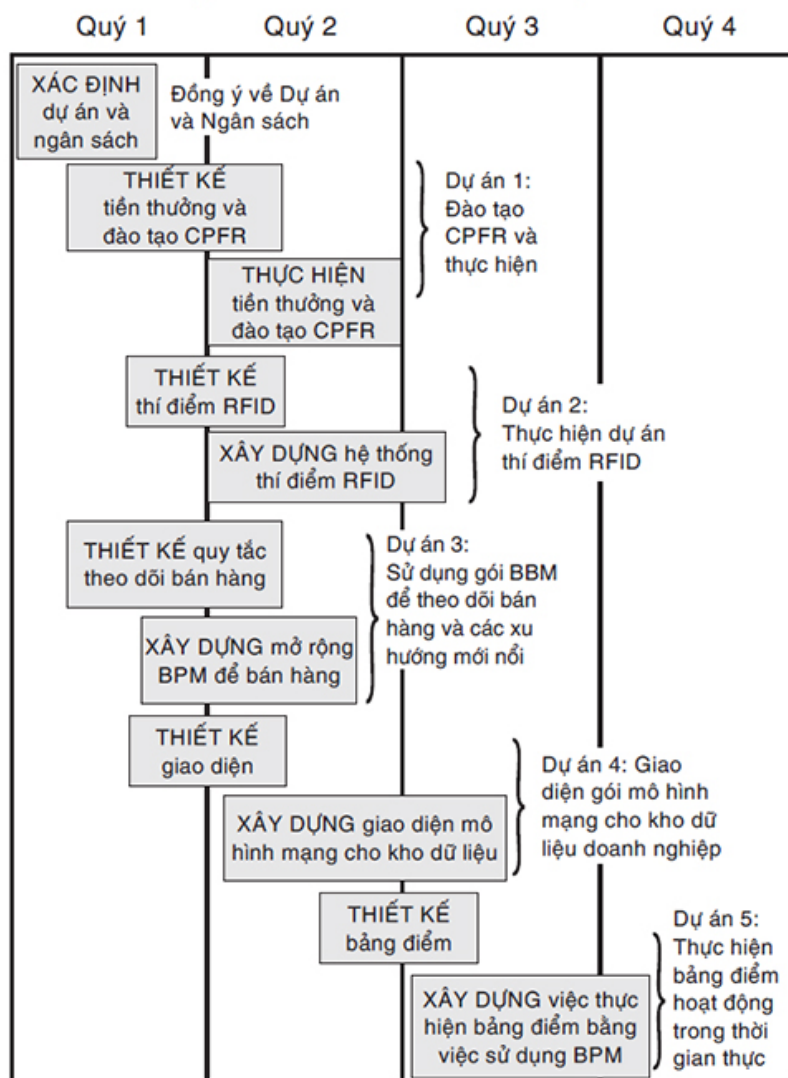 Quý 1
Quý 2
Quý 3
Quý 4
XÁC ĐỊNH
dự án và
ngân sách
Đồng ý về Dự án
và Ngân sách
THIẾT KẾ
tiền thưởng và
đào tạo CPFR
Dự án 1:
Đào tạo
CPFR và
thực hiện
THỰC HIỆN
tiền thưởng và
đào tạo CPFR
THIẾT KẾ
thí điểm RFID
Dự án 2:
Thực hiện dự án
thí điểm RFID
XÂY DỰNG hệ thống
thí điểm RFID
THIẾT KẾ quy tắc
theo dõi bán hàng
Dự án 3:
Sử dụng gói BBM
để theo dõi bán
hàng và các xu
hướng mới nổi
XÂY DỰNG mở rộng
BPM để bán hàng
THIẾT KẾ
giao diện
Dự án 4: Giao
diện gói mô hình
mạng cho kho dữ
liệu doanh nghiệp
XÂY DỰNG giao diện mô
hình mạng cho kho dữ liệu
THIẾT KẾ
bảng điểm
Dự án 5:
Thực hiện
bảng điểm
hoạt động
trong thời
gian thực
XÂY DỰNG việc thực
hiện bảng điểm bằng
việc sử dụng BPM